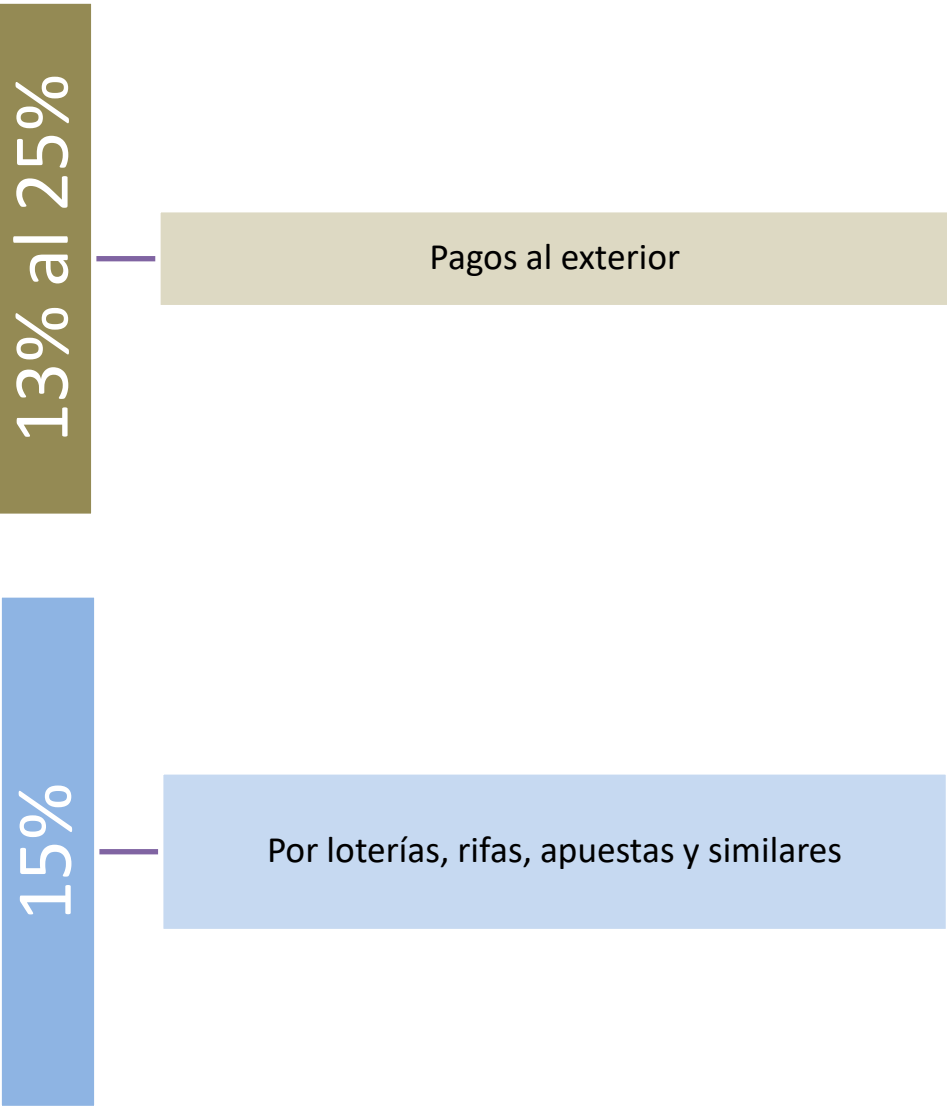 13% al 25%
Pagos al exterior
15%
Por loterías, rifas, apuestas y similares